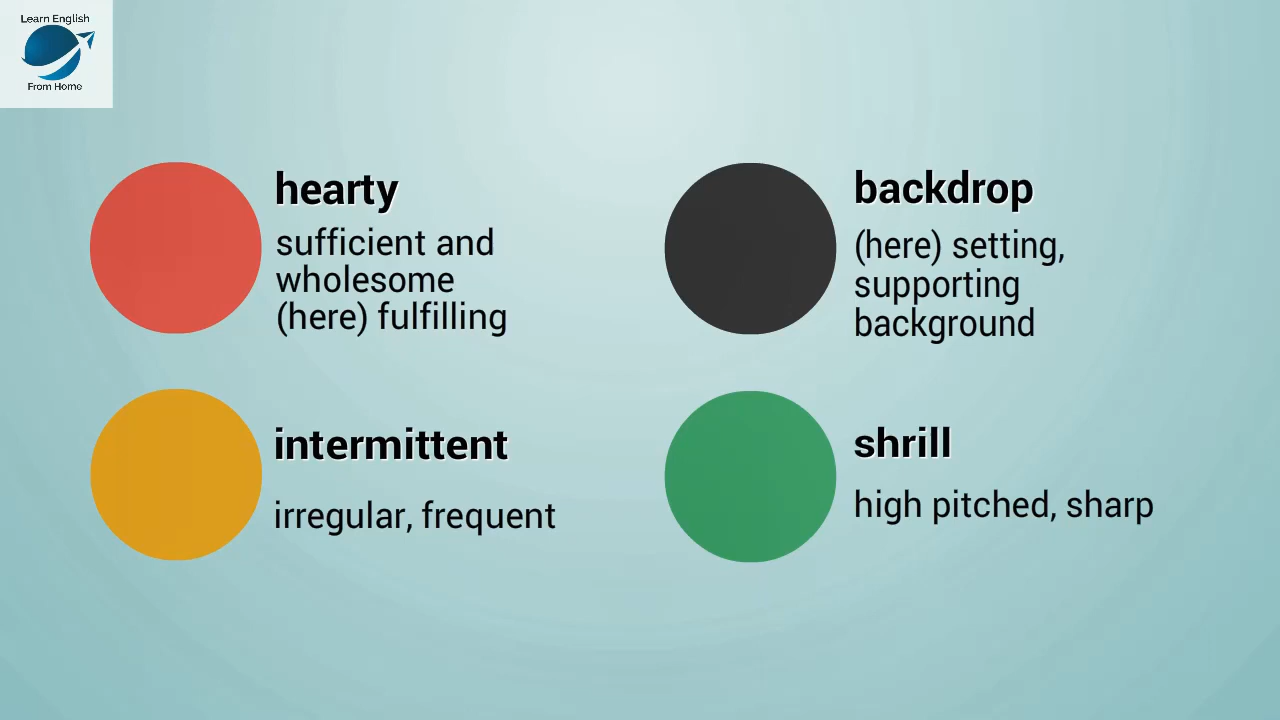 Learn English
From Home
hearty
sufficient and
wholesome
(here) fulfilling
backdrop
(here) setting,
supporting
background
intermittent
irregular, frequent
shrill
high pitched, sharp